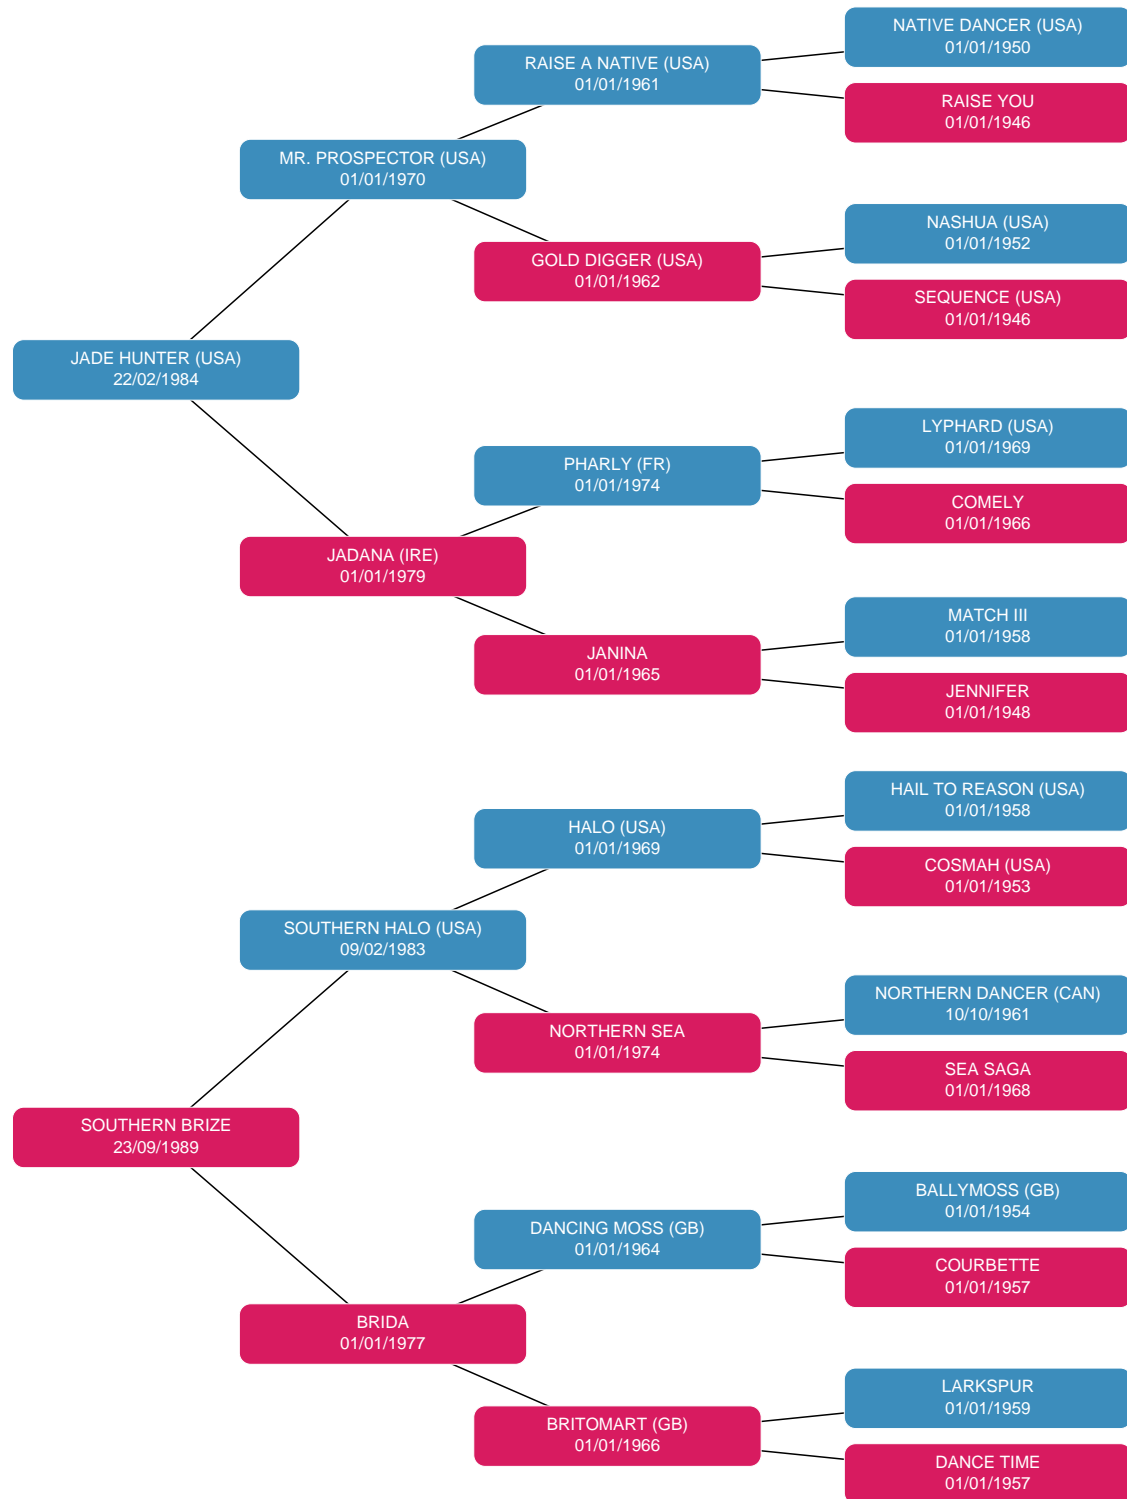 NATIVE DANCER (USA)
01/01/1950
RAISE A NATIVE (USA)
01/01/1961
RAISE YOU
01/01/1946
MR. PROSPECTOR (USA)
01/01/1970
NASHUA (USA)
01/01/1952
GOLD DIGGER (USA)
01/01/1962
SEQUENCE (USA)
01/01/1946
JADE HUNTER (USA)
22/02/1984
LYPHARD (USA)
01/01/1969
PHARLY (FR)
01/01/1974
COMELY
01/01/1966
JADANA (IRE)
01/01/1979
MATCH III
01/01/1958
JANINA
01/01/1965
JENNIFER
01/01/1948
HAIL TO REASON (USA)
01/01/1958
HALO (USA)
01/01/1969
COSMAH (USA)
01/01/1953
SOUTHERN HALO (USA)
09/02/1983
NORTHERN DANCER (CAN)
10/10/1961
NORTHERN SEA
01/01/1974
SEA SAGA
01/01/1968
SOUTHERN BRIZE
23/09/1989
BALLYMOSS (GB)
01/01/1954
DANCING MOSS (GB)
01/01/1964
COURBETTE
01/01/1957
BRIDA
01/01/1977
LARKSPUR
01/01/1959
BRITOMART (GB)
01/01/1966
DANCE TIME
01/01/1957